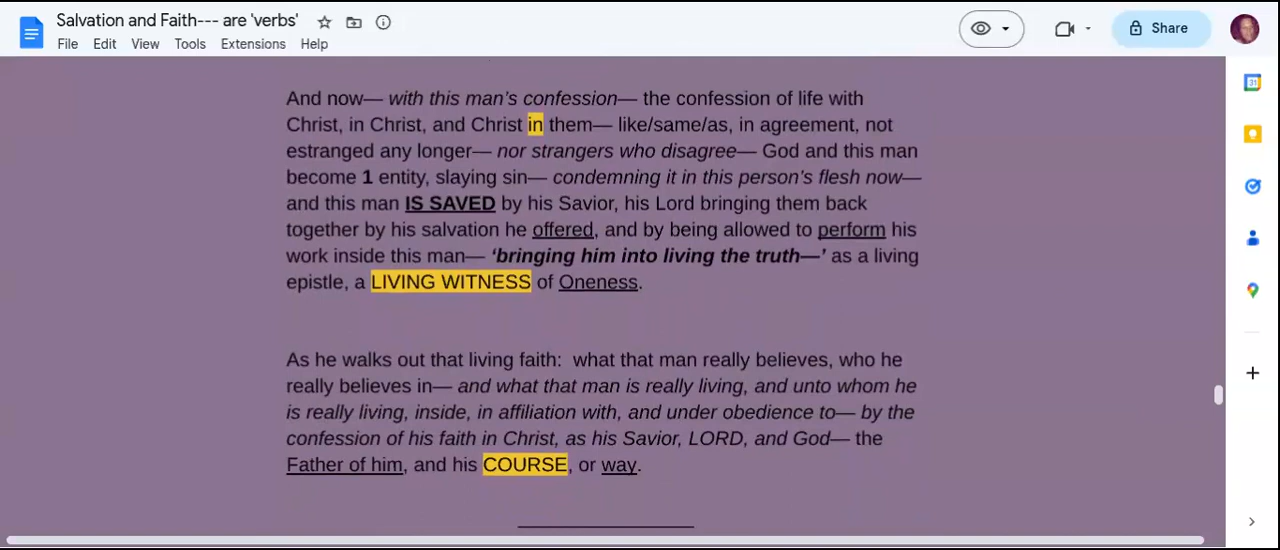 Salvation and Faith--- are 'verbs'
File Edit View Tools Extensions Help
Share
31
And now— with this man's confession— the confession of life with
Christ, in Christ, and Christ in them— like/same/as, in agreement, not
estranged any longer— nor strangers who disagree— God and this man
become 1 entity, slaying sin— condemning it in this person's flesh now—
and this man IS SAVED by his Savior, his Lord bringing them back
together by his salvation he offered, and by being allowed to perform his
work inside this man— ‘bringing him into living the truth—’ as a living
epistle, a LIVING WITNESS of Oneness.
As he walks out that living faith:  what that man really believes, who he
really believes in— and what that man is really living, and unto whom he
is really living, inside, in affiliation with, and under obedience to— by the
confession of his faith in Christ, as his Savior, LORD, and God— the
Father of him, and his COURSE, or way.